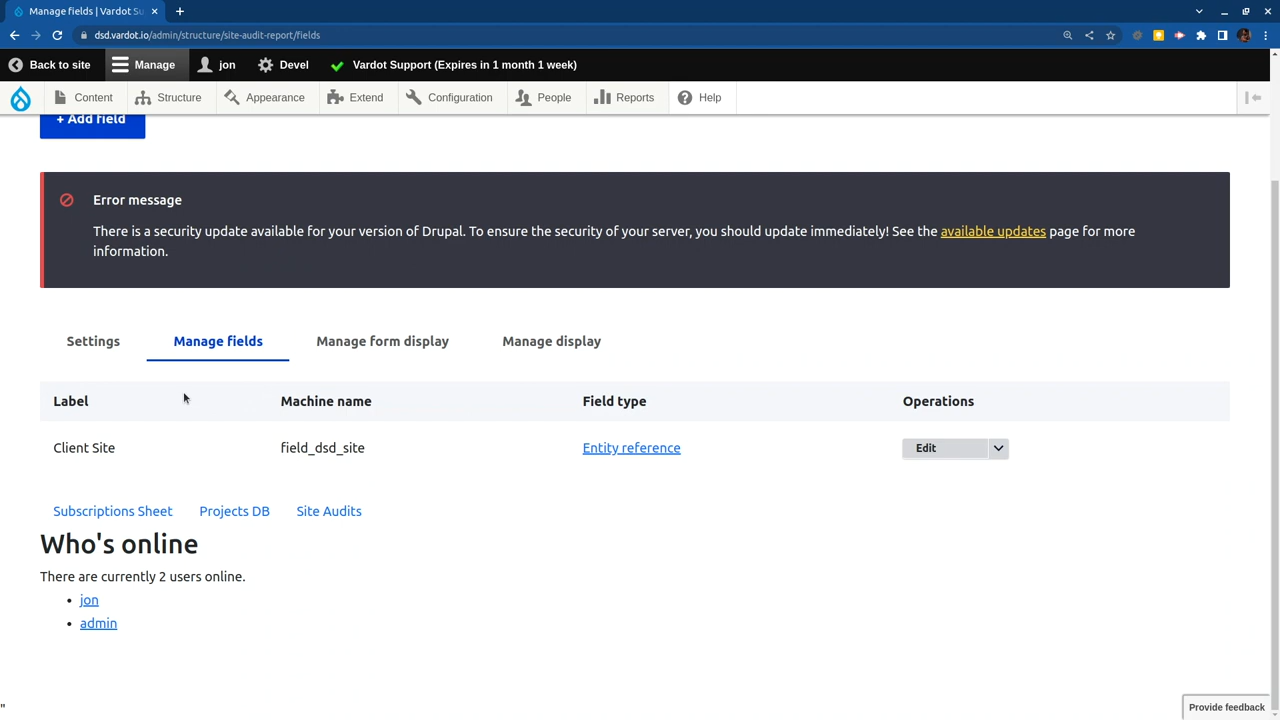 Manage fields | Vardot Su
dsd.vardot.io/admin/structure/site-audit-report/fields
Back to site
Manage
jon
Devel
Vardot Support (Expires in 1 month 1 week)
Content
Structure
Appearance
Extend
Configuration
People
Reports
Help
+ Add field
Error message
There is a security update available for your version of Drupal. To ensure the security of your server, you should update immediately! See the available updates page for more
information.
Settings
Manage fields
Manage form display
Manage display
Label
Machine name
Field type
Operations
Client Site
field_dsd_site
Entity reference
Edit
Subscriptions Sheet
Projects DB
Site Audits
Who's online
There are currently 2 users online.
• jon
• admin
"
Provide feedback